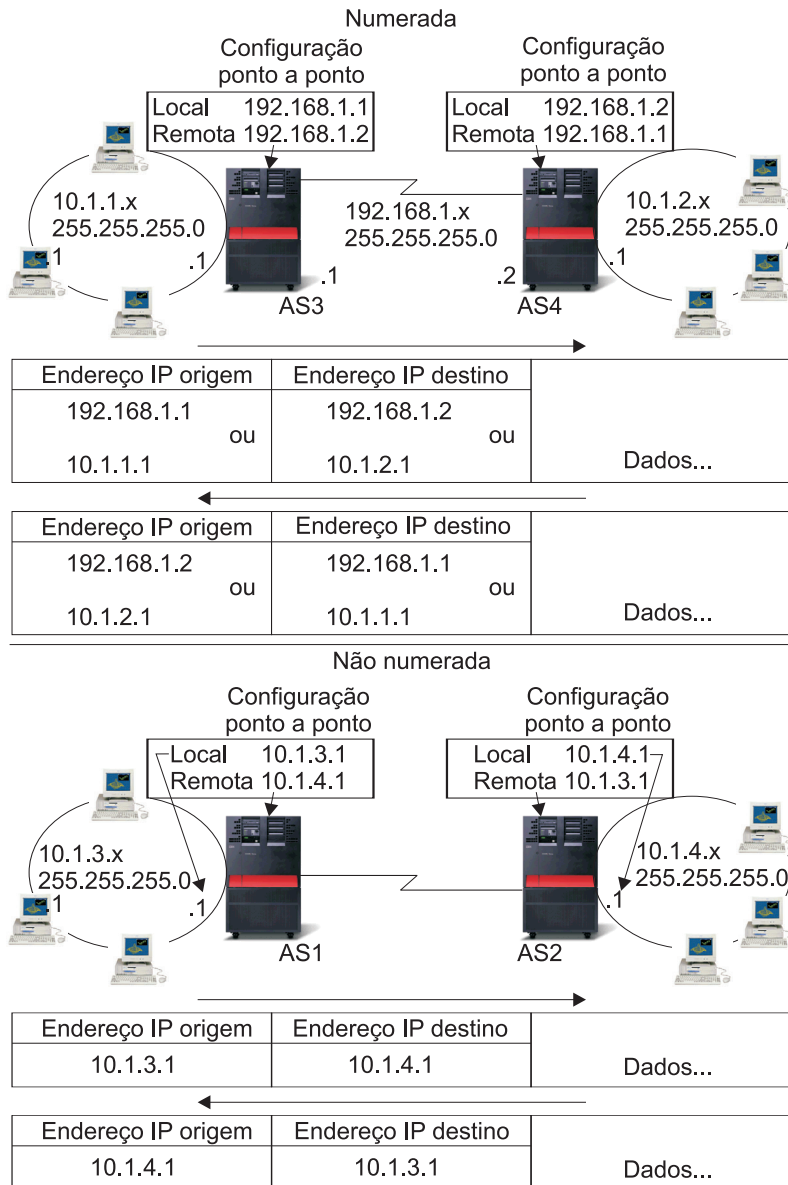 Numerada
Configuração
ponto a ponto
Configuração
ponto a ponto
Local 192.168.1.1
Remota 192.168.1.2
Local 192.168.1.2
Remota 192.168.1.1
10.1.1.x
255.255.255.0
.1
.1
192.168.1.x
255.255.255.0
.1
.2
10.1.2.x
255.255.255.0
.1
AS3
AS4
Endereço IP origem
Endereço IP destino
192.168.1.1
ou
10.1.1.1
192.168.1.2
ou
10.1.2.1
Dados...
Endereço IP origem
Endereço IP destino
192.168.1.2
ou
10.1.2.1
192.168.1.1
ou
10.1.1.1
Dados...
Não numerada
Configuração
ponto a ponto
Configuração
ponto a ponto
Local 10.1.3.1
Remota 10.1.4.1
Local 10.1.4.1
Remota 10.1.3.1
10.1.3.x
255.255.255.0
.1
.1
10.1.4.x
255.255.255.0
.1
AS1
AS2
Endereço IP origem
Endereço IP destino
10.1.3.1
10.1.4.1
Dados...
Endereço IP origem
Endereço IP destino
10.1.4.1
10.1.3.1
Dados...